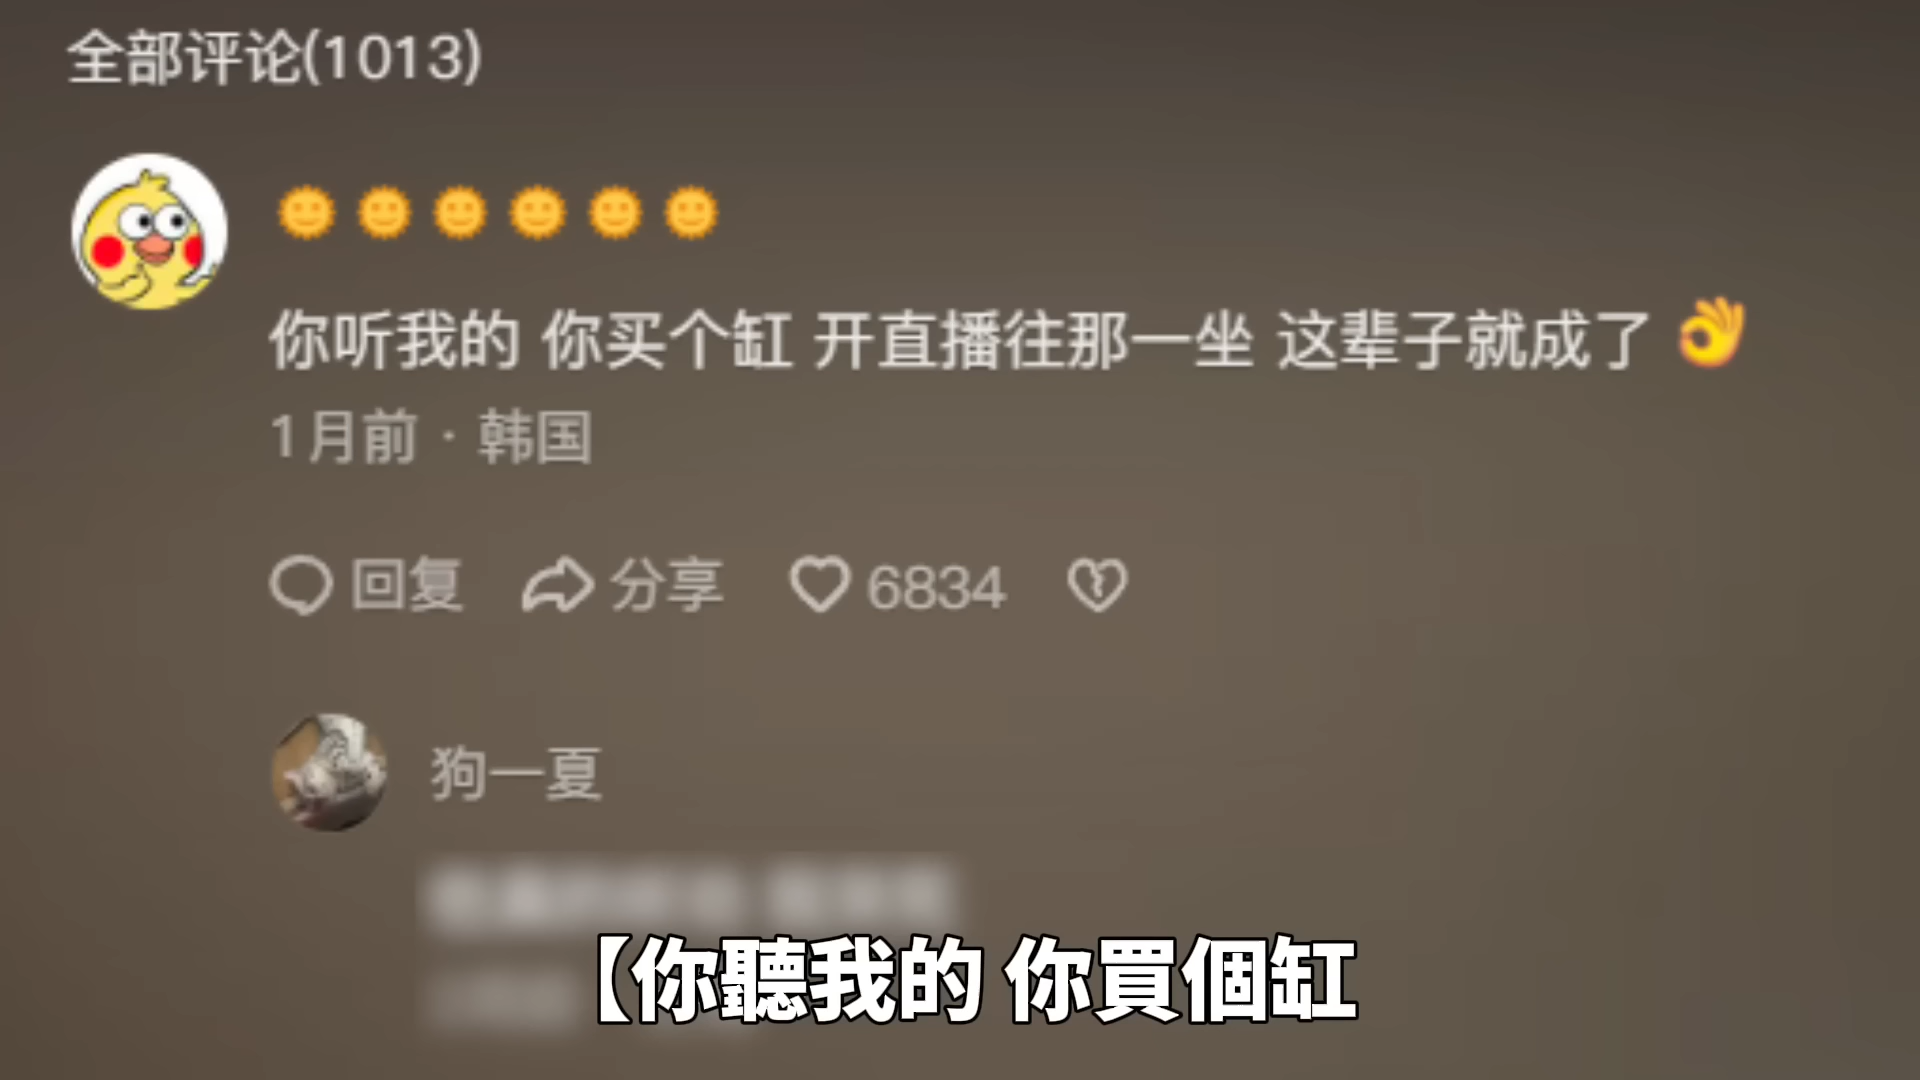 全部评论(1013)
🌞🌞🌞🌞🌞🌞
你听我的 你买个缸 开直播往那一坐 这辈子就成了 👌
1月前 · 韩国
回复 分享 6834
狗一夏
【你聽我的 你買個缸